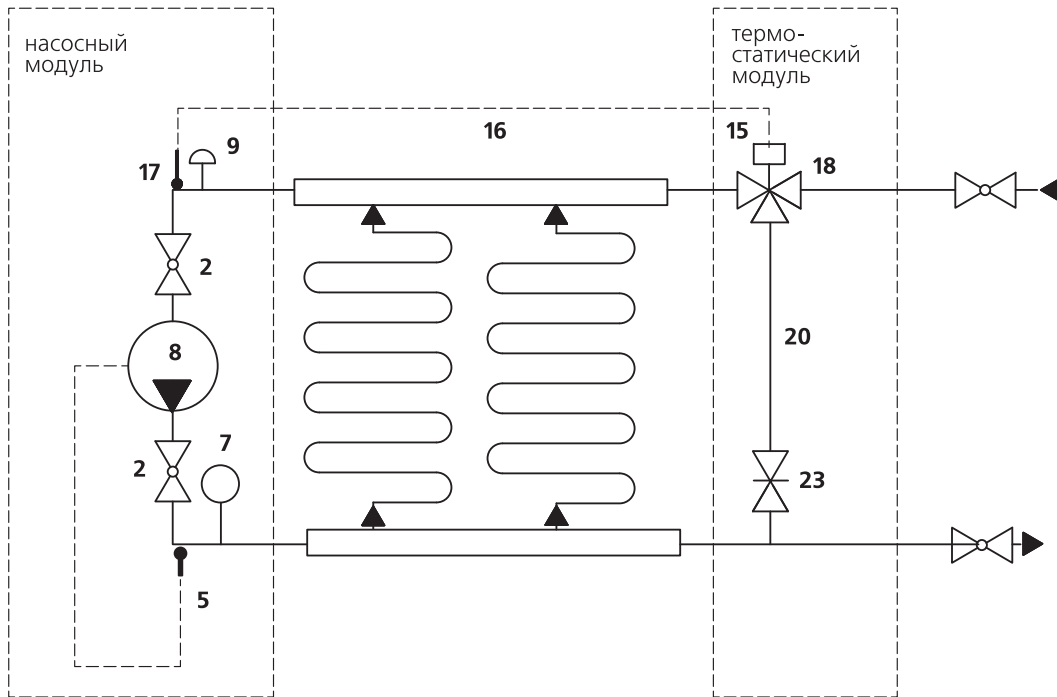 насосный
модуль
термо-
статический
модуль
16
15
9
17
18
2
8
20
7
2
23
5